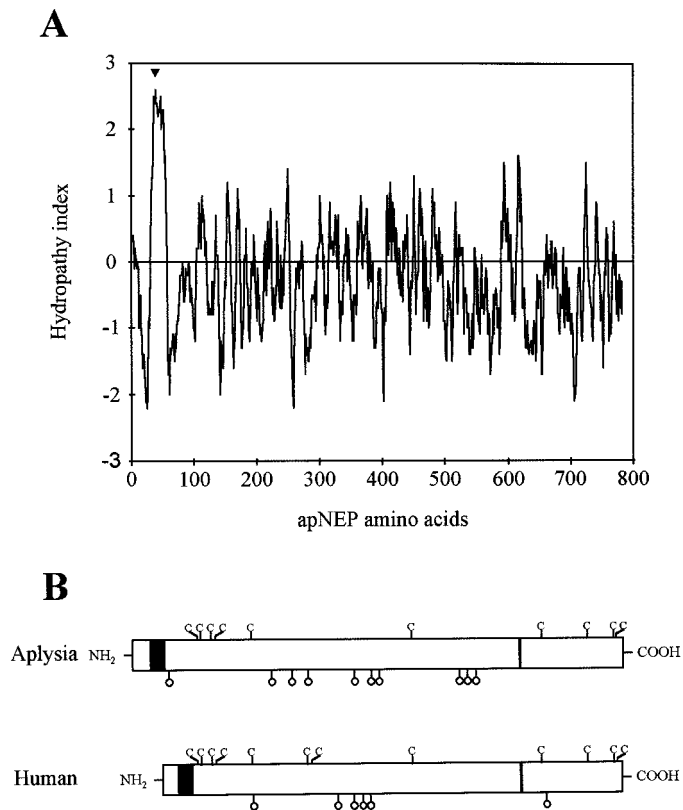 A
3
2
1
0
-1
-2
-3
Hydropathy index
0 100 200 300 400 500 600 700 800
apNEP amino acids
B
C C C C C C C C C C
Aplysia NH2 COOH
C C C C C C C C C C C C
Human NH2 COOH